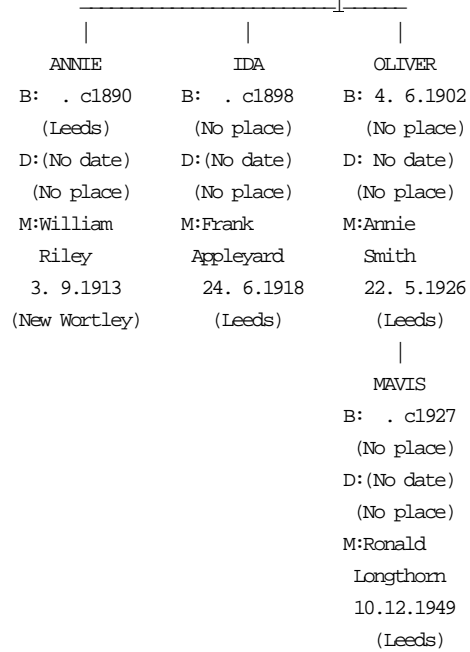 ANNIE IDA OLIVER
B: . c1890 B: . c1898 B: 4. 6.1902
(Leeds) (No place) (No place)
D:(No date) D:(No date) D: No date)
(No place) (No place) (No place)
M:William M:Frank M:Annie
Riley Appleyard Smith
3. 9.1913 24. 6.1918 22. 5.1926
(New Wortley) (Leeds) (Leeds)
MAVIS
B: . c1927
(No place)
D:(No date)
(No place)
M:Ronald
Longthorn
10.12.1949
(Leeds)